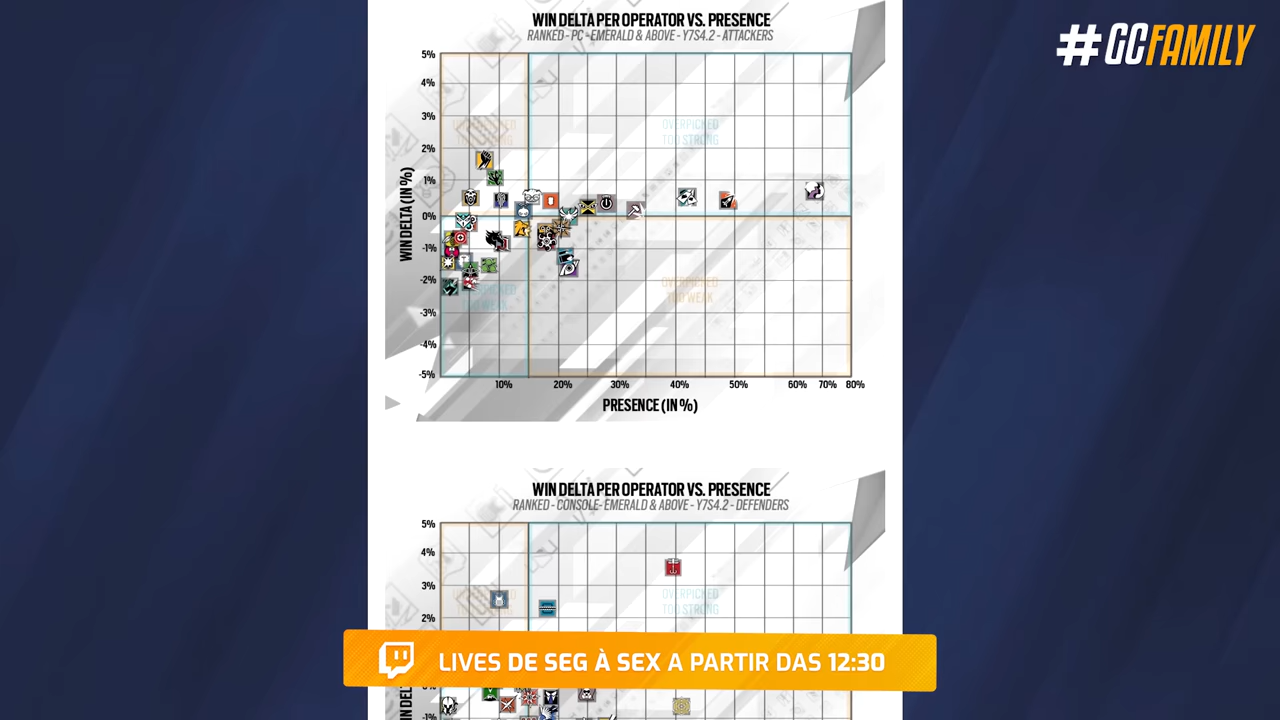 WIN DELTA PER OPERATOR VS. PRESENCE
RANKED - PC - EMERALD & ABOVE - Y7S4.2 - ATTACKERS
#GCFAMILY
5%
4%
3%
2%
1%
0%
-1%
-2%
-3%
-4%
-5%
WIN DELTA (IN %)
OVERPICKED
TOO STRONG
OVERPICKED
TOO WEAK
TOO WEAK
10%
20%
30%
40%
50%
60%
70%
80%
PRESENCE (IN %)
WIN DELTA PER OPERATOR VS. PRESENCE
RANKED - CONSOLE- EMERALD & ABOVE - Y7S4.2 - DEFENDERS
5%
4%
3%
2%
OVERPICKED
TOO STRONG
LIVES DE SEG À SEX A PARTIR DAS 12:30
-1%